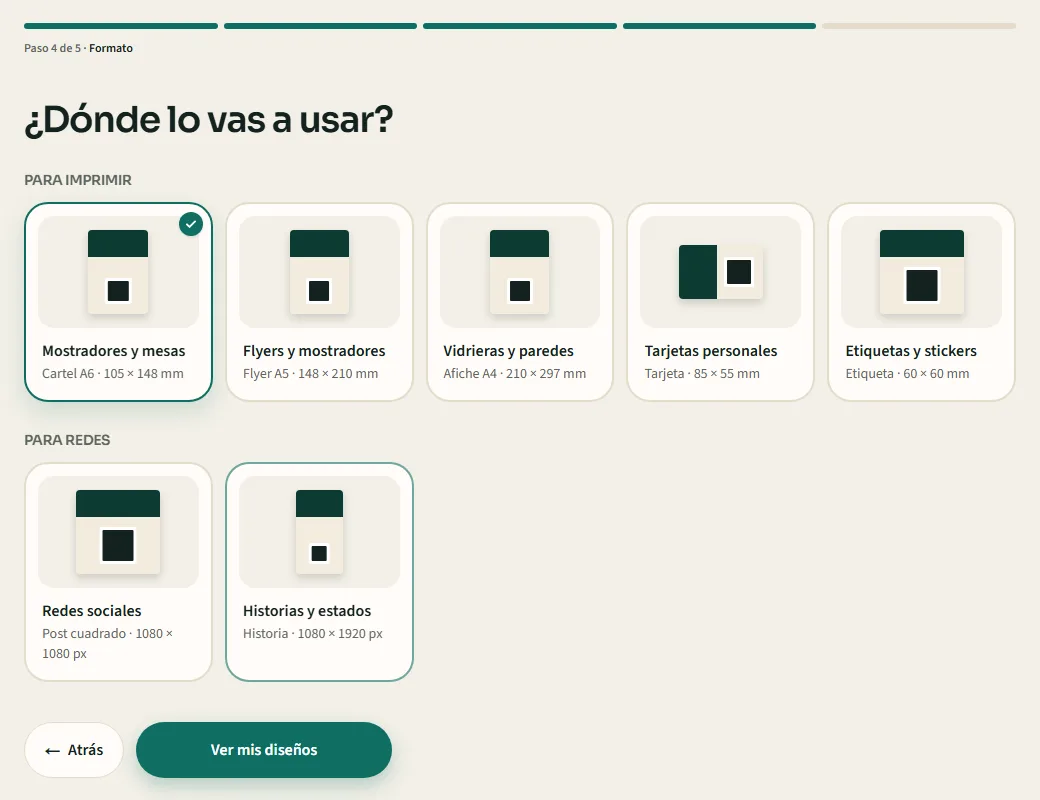 Paso 4 de 5 · Formato
¿Dónde lo vas a usar?
PARA IMPRIMIR
Mostradores y mesas
Cartel A6 · 105 × 148 mm
Flyers y mostradores
Flyer A5 · 148 × 210 mm
Vidrieras y paredes
Afiche A4 · 210 × 297 mm
Tarjetas personales
Tarjeta · 85 × 55 mm
Etiquetas y stickers
Etiqueta · 60 × 60 mm
PARA REDES
Redes sociales
Post cuadrado · 1080 ×
1080 px
Historias y estados
Historia · 1080 × 1920 px
← Atrás
Ver mis diseños